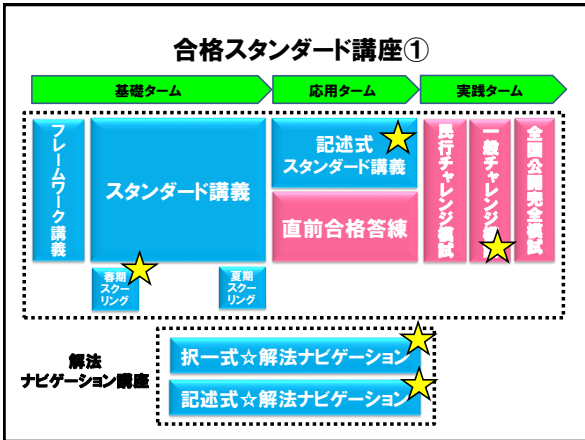 合格スタンダード講座①
基礎ターム
応用ターム
実践ターム
フレームワーク講義
スタンダード講義
記述式
スタンダード講義
直前合格答練
民行チャレンジ模試
一般チャレンジ
全国公開完全模試
春期
スクー
リング
夏期
スクー
リング
解法
ナビゲーション講座
択一式☆解法ナビゲーション
記述式☆解法ナビゲーション